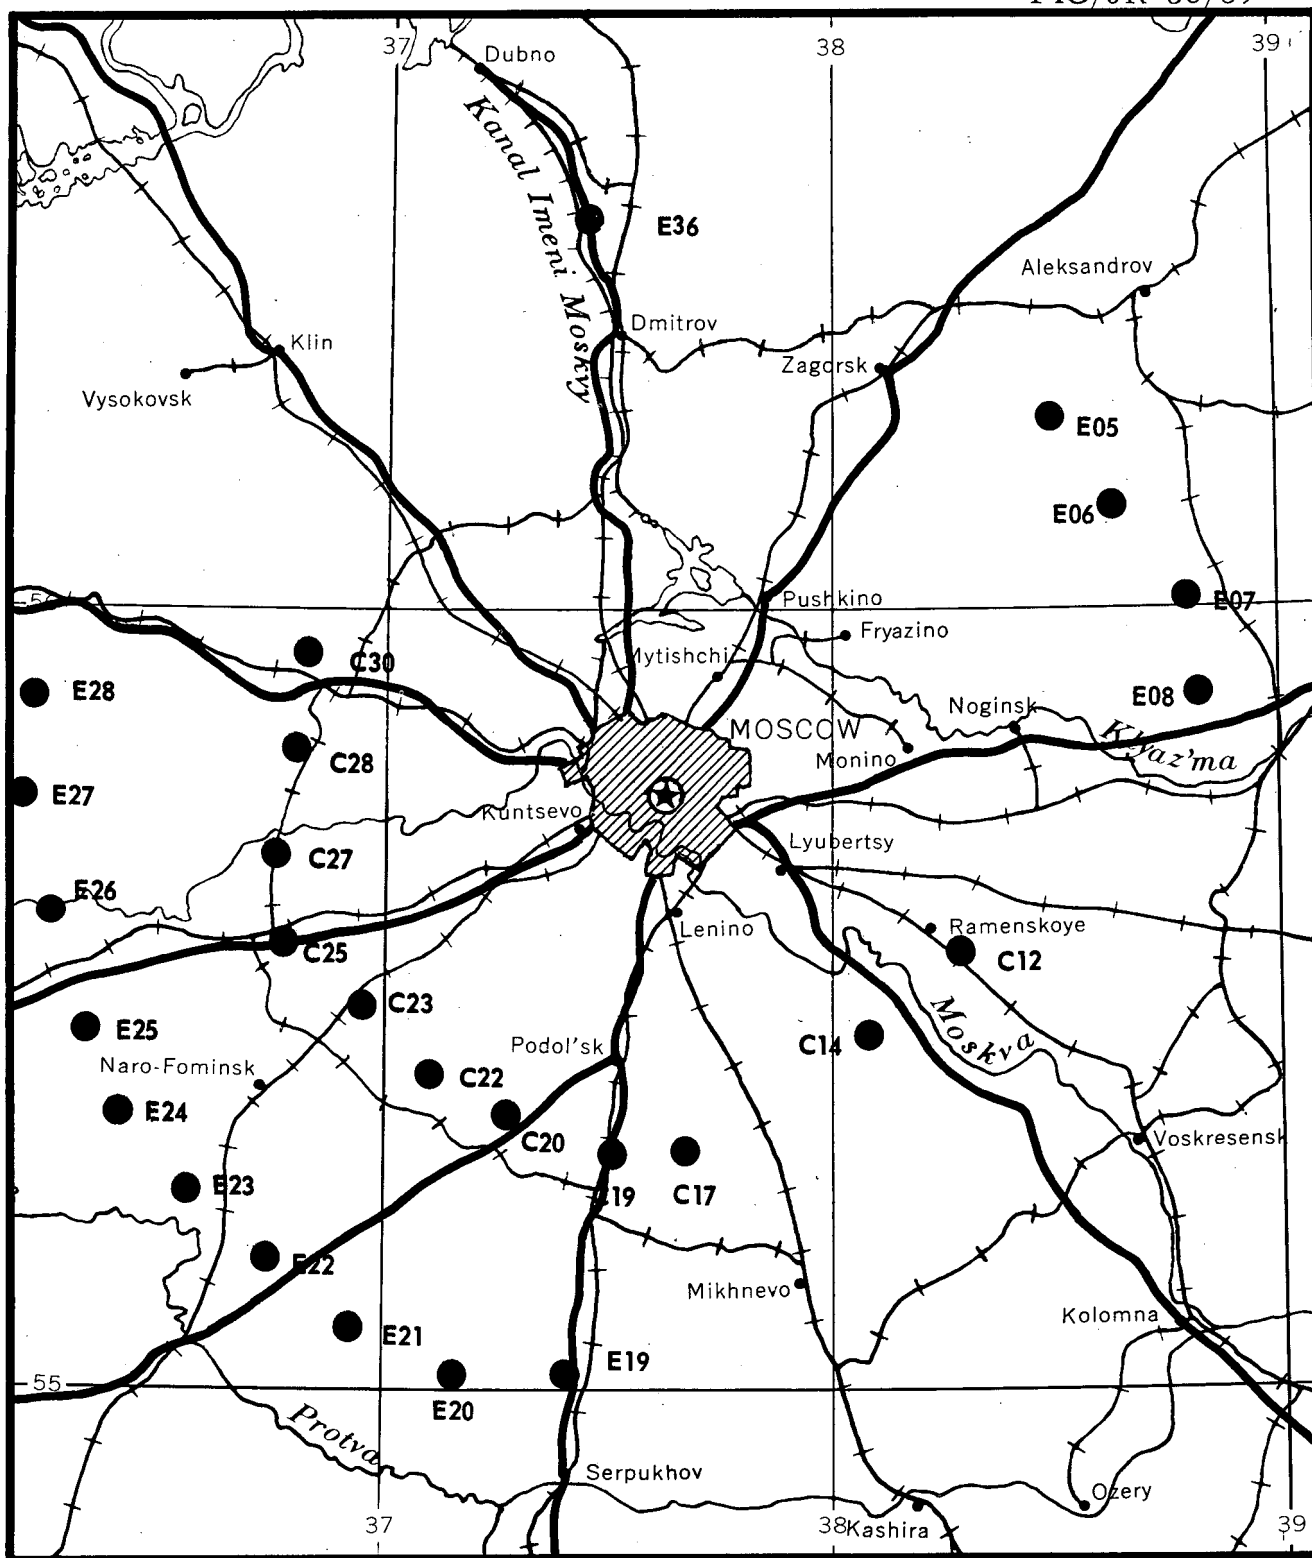 37
38
39
Dubno
Kanal Imeni Moskvy
E36
Aleksandrov
Dmitrov
Klin
Zagorsk
Vysokovsk
E05
E06
Pushkino
E07
Fryazino
C30
Mytishchi
E28
E08
Noginsk
MOSCOW
Klyaz'ma
C28
Monino
E27
Kuntsevo
Lyubertsy
C27
E26
Ramenskoye
Lenino
C25
C12
C23
Moskva
E25
Podol'sk
C14
Naro-Fominsk
C22
E24
C20
Voskresensk
E23
C19
C17
E22
Mikhnevo
Kolomna
E21
E19
55
E20
Protva
Serpukhov
Ozery
37
38
39
Kashira